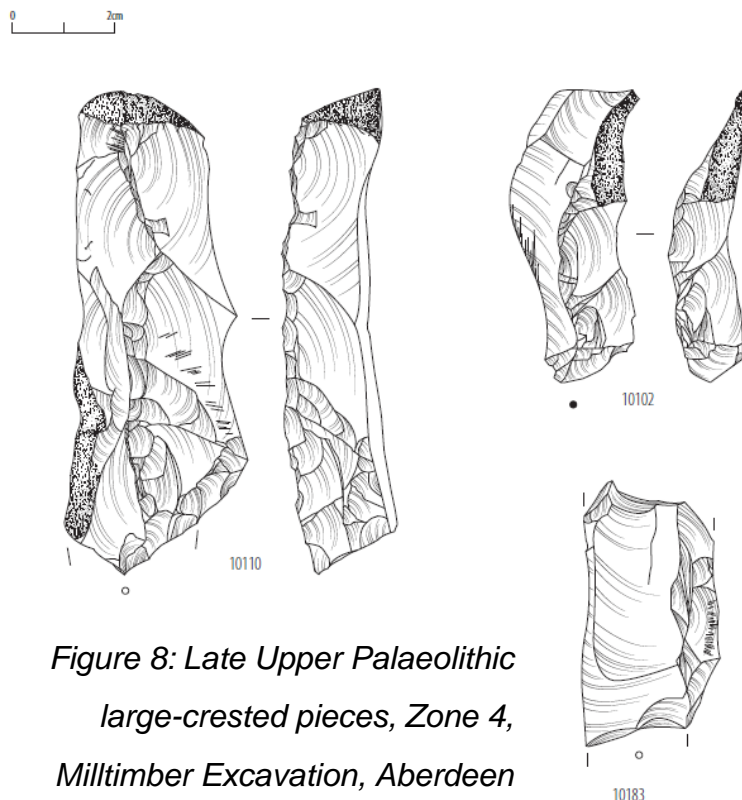 0 2cm
10102
10110
Figure 8: Late Upper Palaeolithic
large-crested pieces, Zone 4,
Milltimber Excavation, Aberdeen
10183